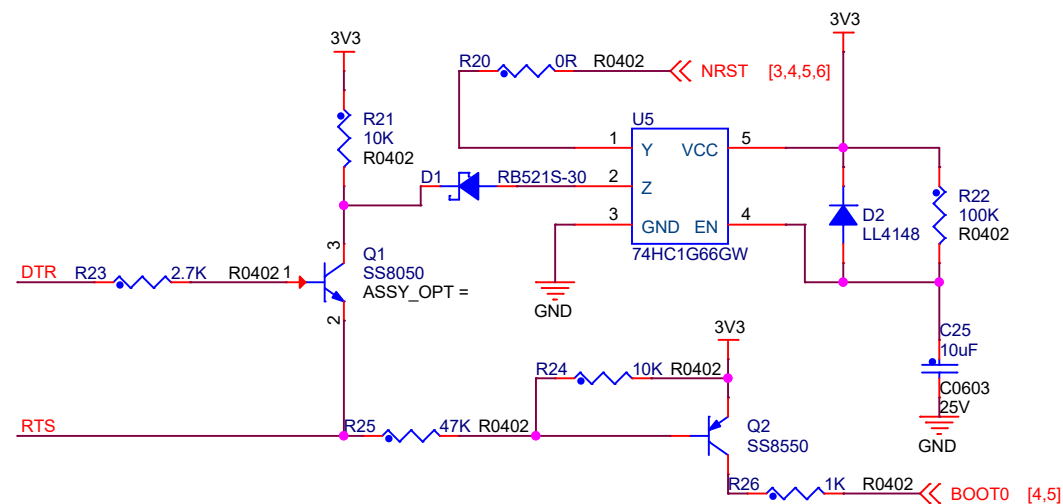 3V3
3V3
R20 0R R0402
NRST [3,4,5,6]
R21
10K
R0402
U5
1 Y VCC 5
D1 RB521S-30 2 Z
3 GND EN 4
74HC1G66GW
D2
LL4148
R22
100K
R0402
3
Q1
SS8050
ASSY_OPT =
DTR R23 2.7K R0402 1
2
GND
3V3
C25
10uF
C0603
25V
GND
R24 10K R0402
RTS R25 47K R0402
Q2
SS8550
R26 1K R0402
BOOT0 [4,5]